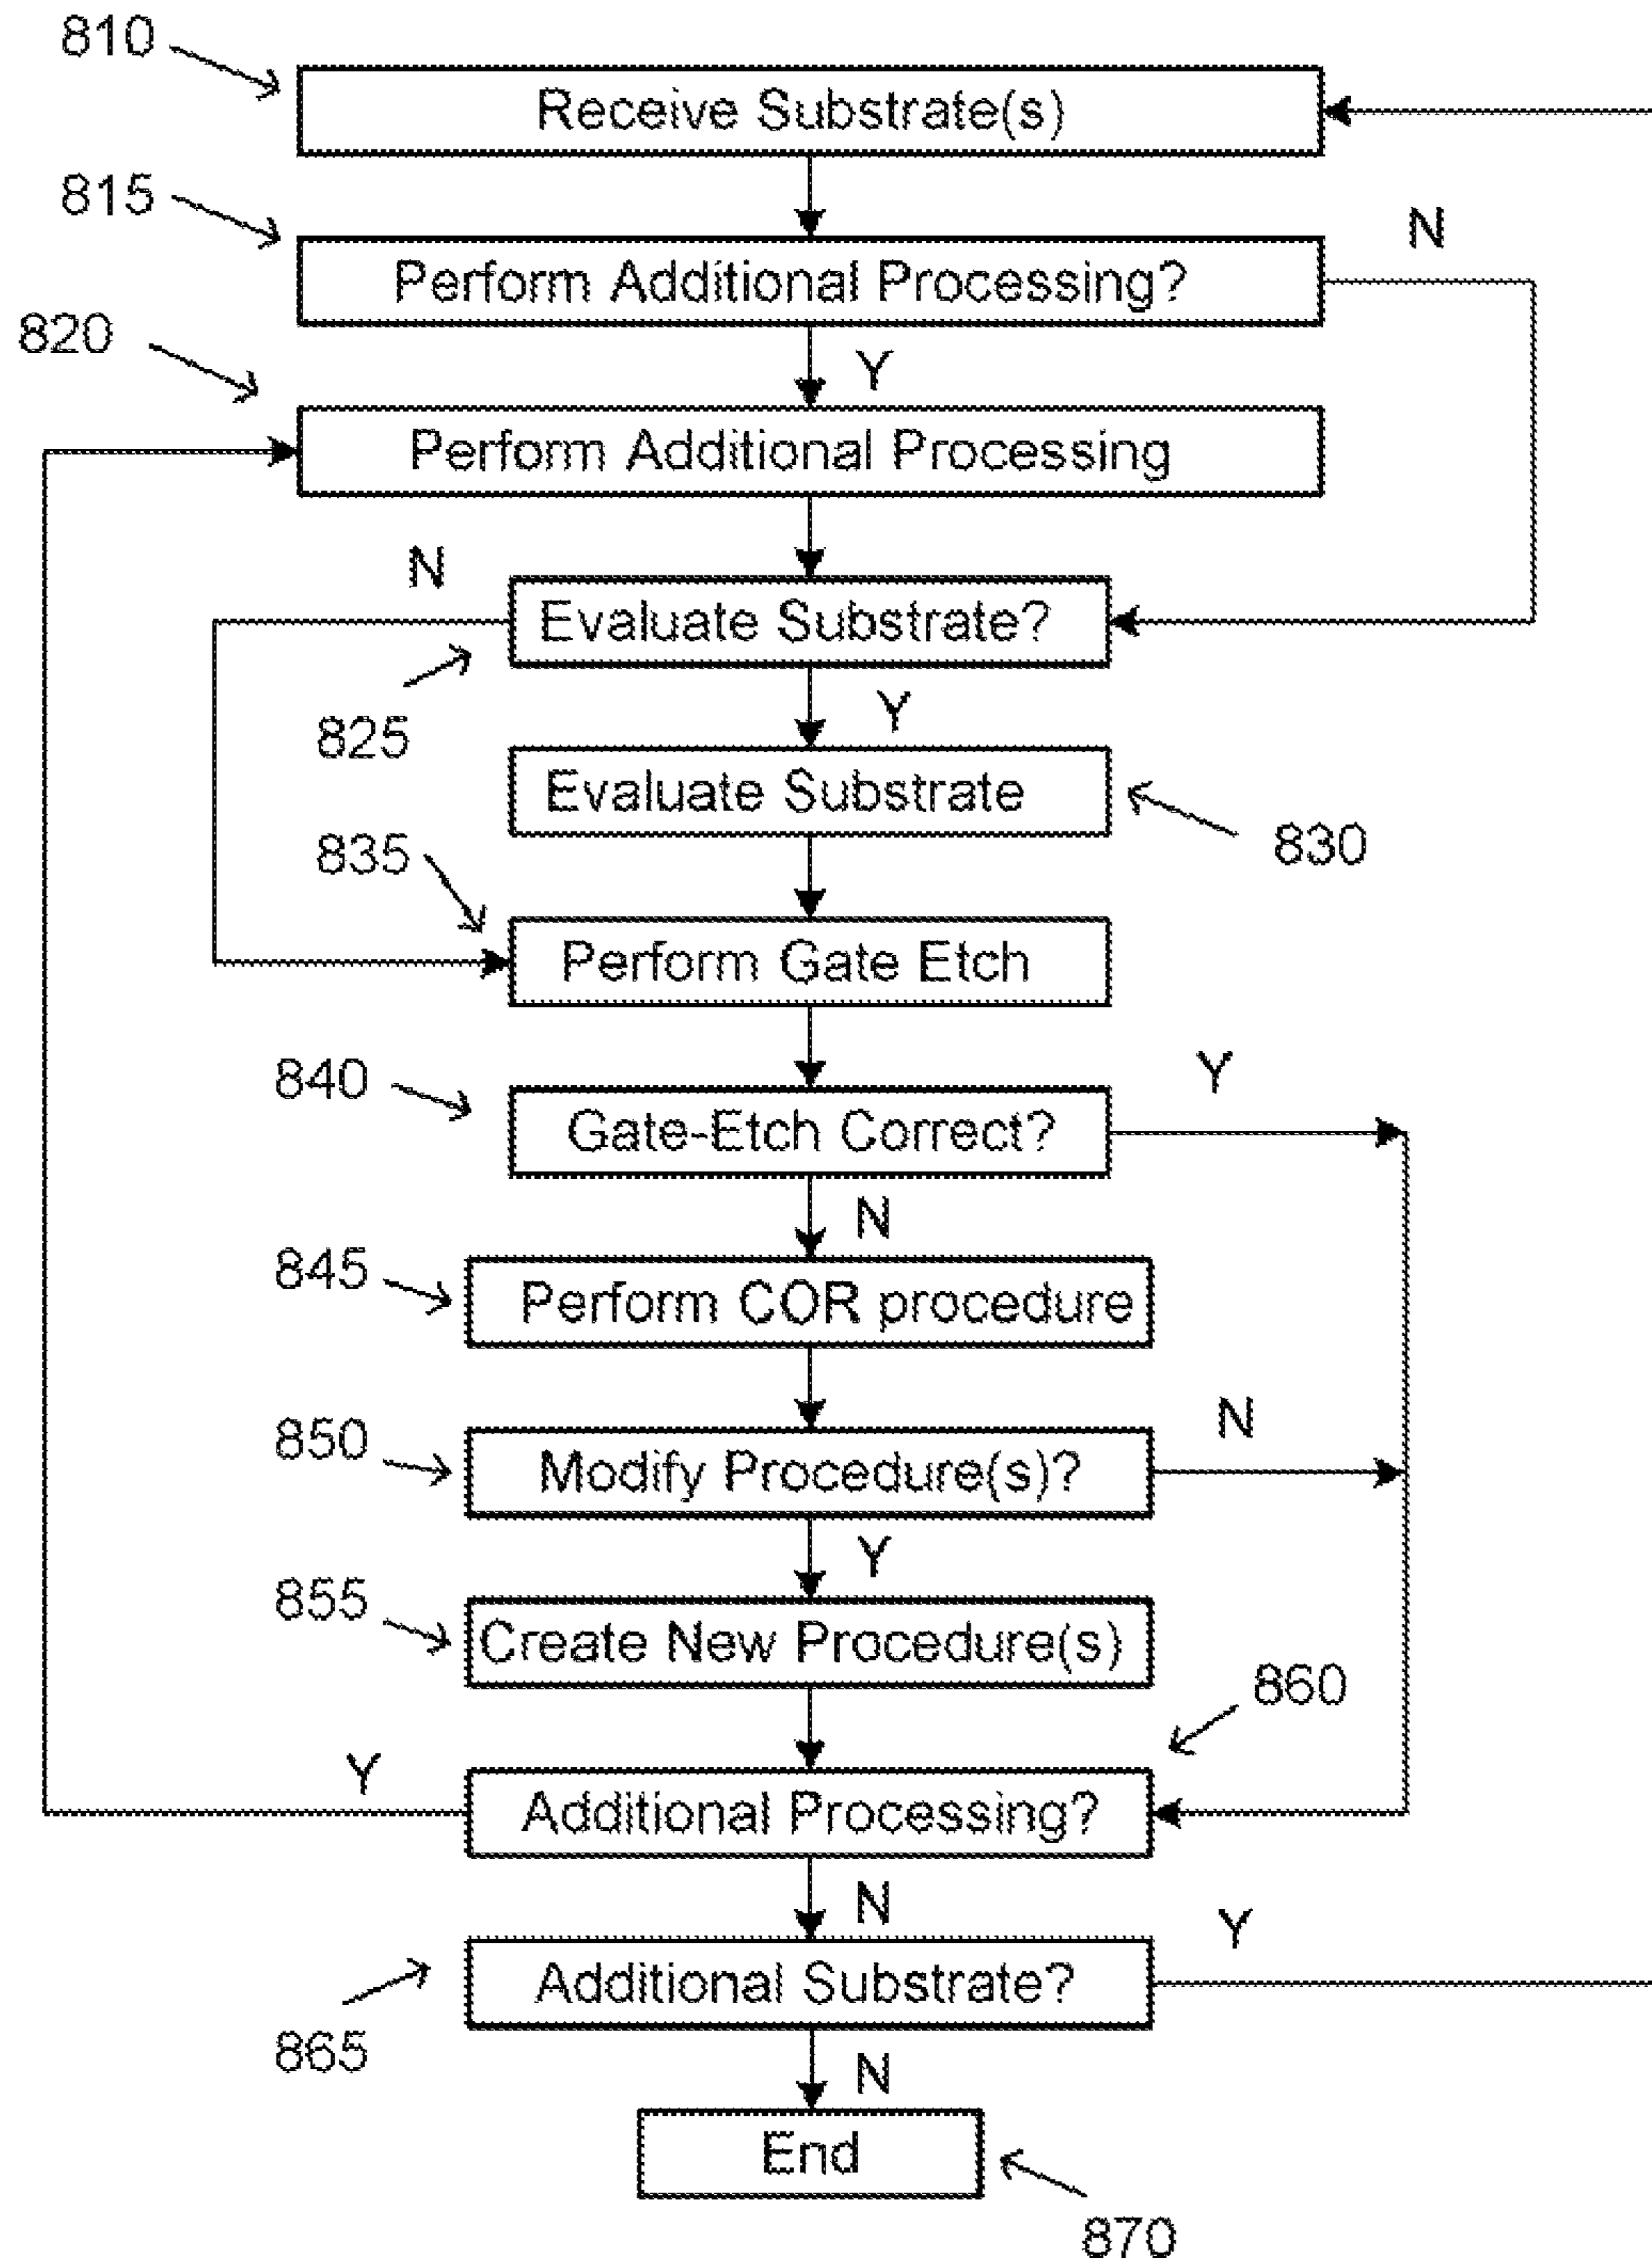 810
Receive Substrate(s)
815
N
Perform Additional Processing?
820
Y
Perform Additional Processing
N
Evaluate Substrate?
825
Y
Evaluate Substrate
830
835
Perform Gate Etch
840
Y
Gate-Etch Correct?
N
845
Perform COR procedure
850
N
Modify Procedure(s)?
Y
855
Create New Procedure(s)
860
Y
Additional Processing?
N
Y
Additional Substrate?
865
N
End
870